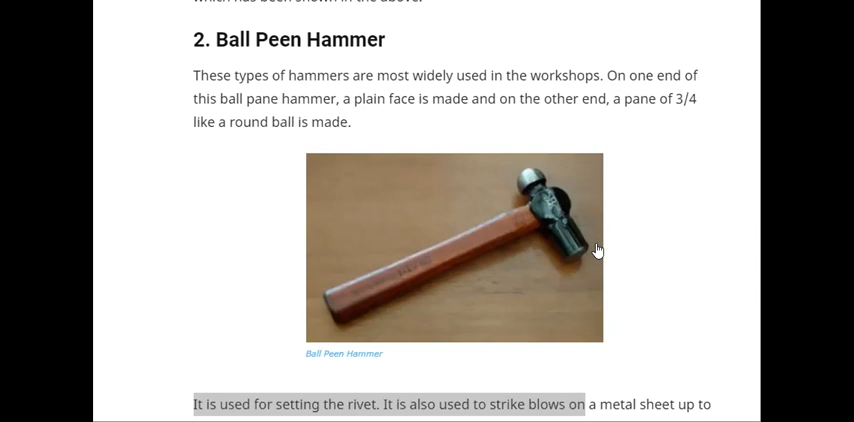 2. Ball Peen Hammer
These types of hammers are most widely used in the workshops. On one end of
this ball pane hammer, a plain face is made and on the other end, a pane of 3/4
like a round ball is made.
Ball Peen Hammer
It is used for setting the rivet. It is also used to strike blows on a metal sheet up to